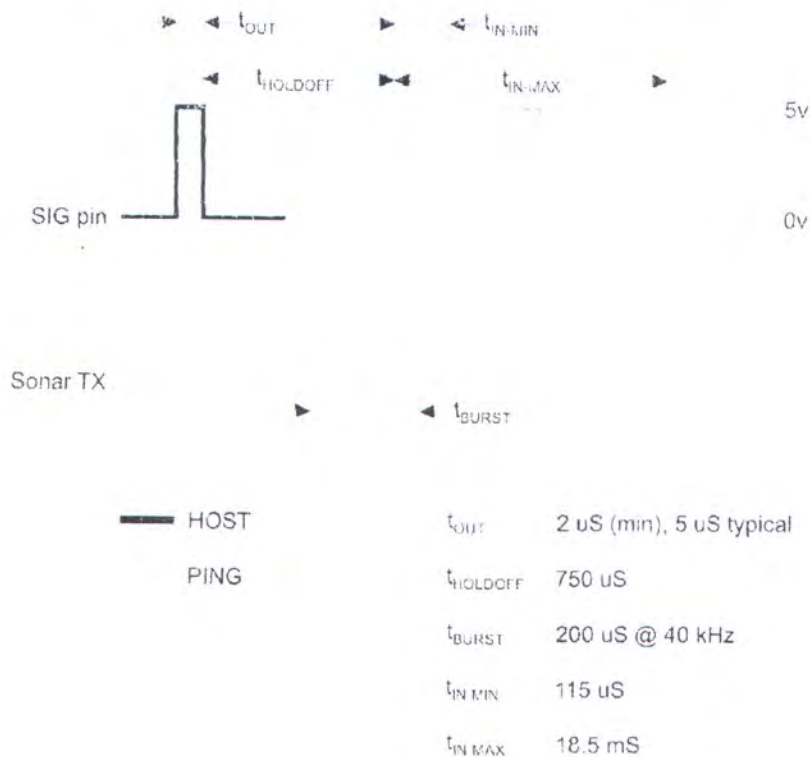 tOUT tIN-MIN
tHOLDOFF tIN-MAX
5v
SIG pin 0v
Sonar TX
tBURST
HOST
PING
tOUT 2 uS (min), 5 uS typical
tHOLDOFF 750 uS
tBURST 200 uS @ 40 kHz
tIN MIN 115 uS
tIN MAX 18.5 mS